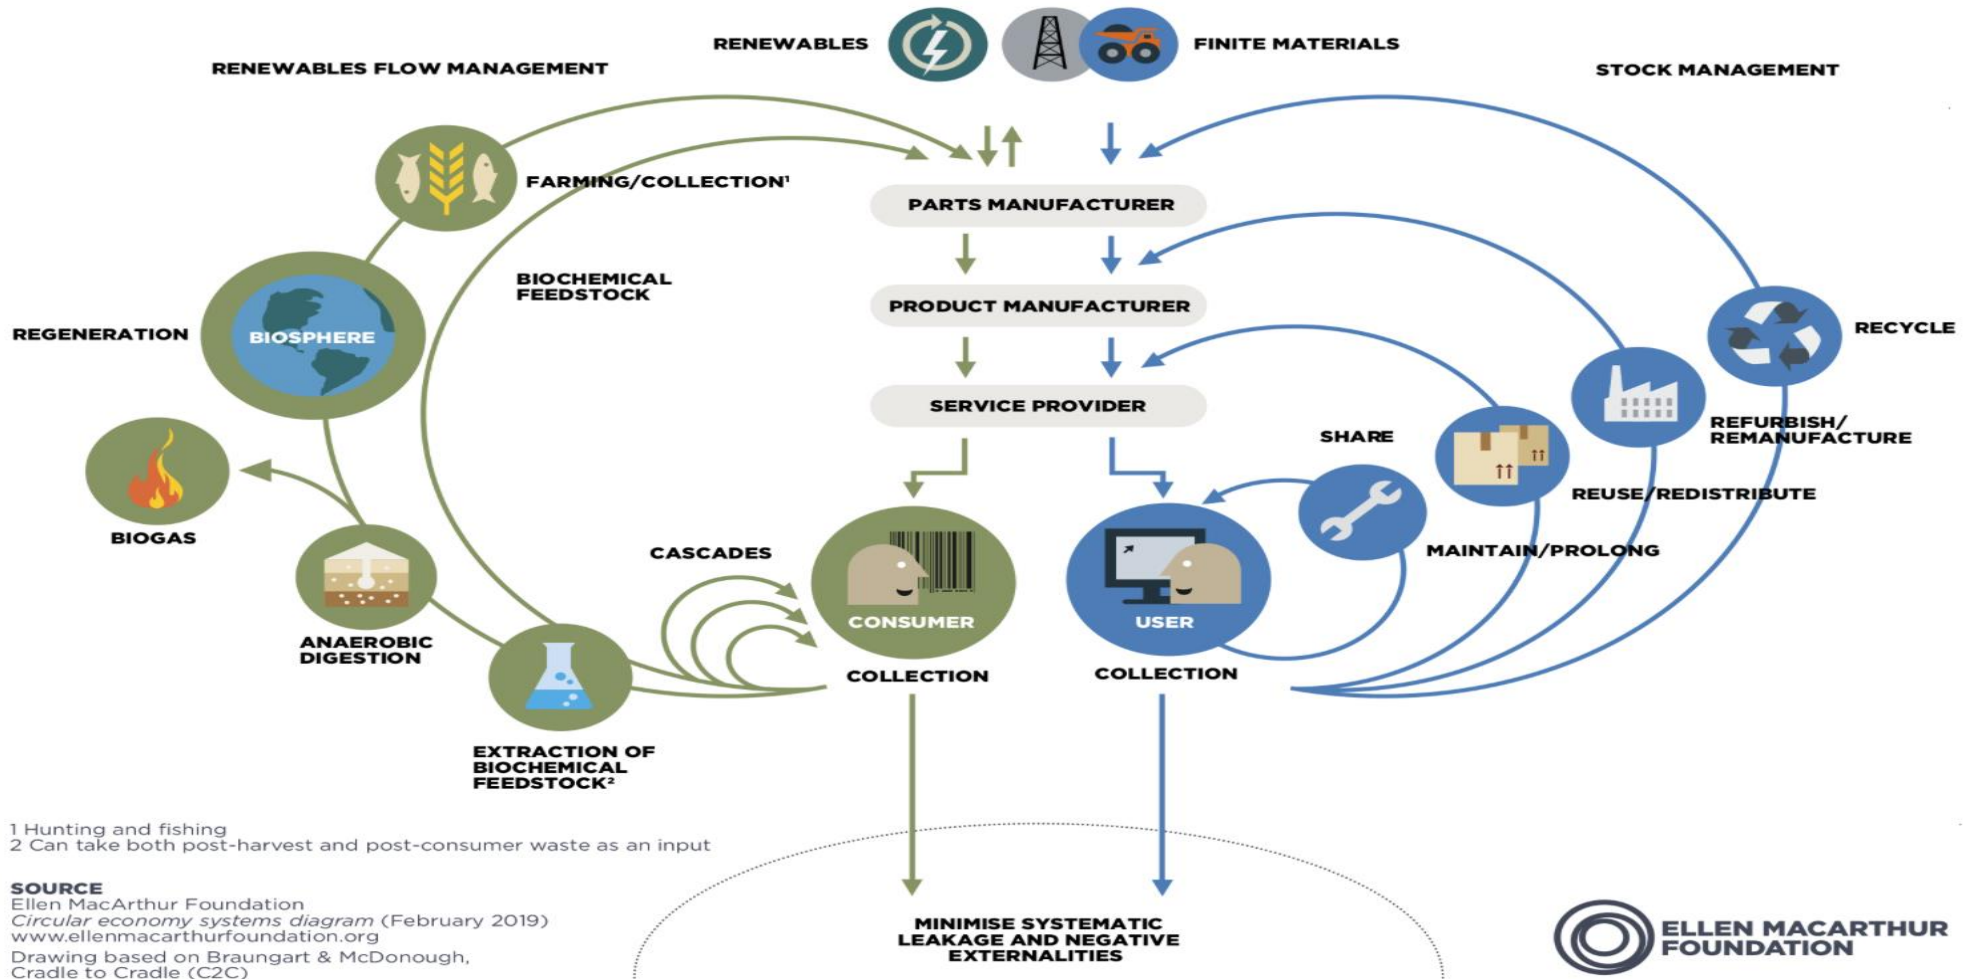 RENEWABLES
FINITE MATERIALS
RENEWABLES FLOW MANAGEMENT
STOCK MANAGEMENT
FARMING/COLLECTION¹
PARTS MANUFACTURER
BIOCHEMICAL
FEEDSTOCK
PRODUCT MANUFACTURER
REGENERATION
BIOSPHERE
RECYCLE
SERVICE PROVIDER
SHARE
REFURBISH/
REMANUFACTURE
REUSE/REDISTRIBUTE
BIOGAS
CASCADES
MAINTAIN/PROLONG
CONSUMER
USER
ANAEROBIC
DIGESTION
COLLECTION
COLLECTION
EXTRACTION OF
BIOCHEMICAL
FEEDSTOCK²
1 Hunting and fishing
2 Can take both post-harvest and post-consumer waste as an input
SOURCE
Ellen MacArthur Foundation
Circular economy systems diagram (February 2019)
www.ellenmacarthurfoundation.org
Drawing based on Braungart & McDonough,
Cradle to Cradle (C2C)
MINIMISE SYSTEMATIC
LEAKAGE AND NEGATIVE
EXTERNALITIES
ELLEN MACARTHUR
FOUNDATION